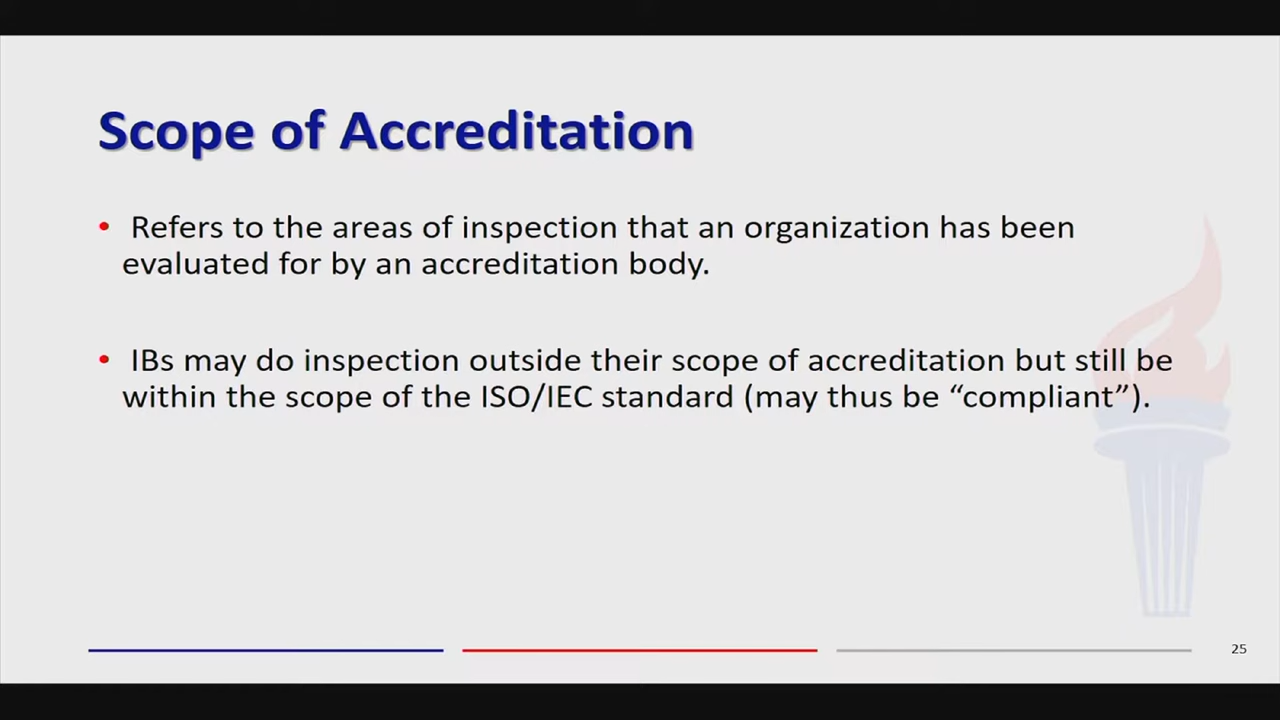 Scope of Accreditation
• Refers to the areas of inspection that an organization has been
evaluated for by an accreditation body.
• IBs may do inspection outside their scope of accreditation but still be
within the scope of the ISO/IEC standard (may thus be “compliant”).
25